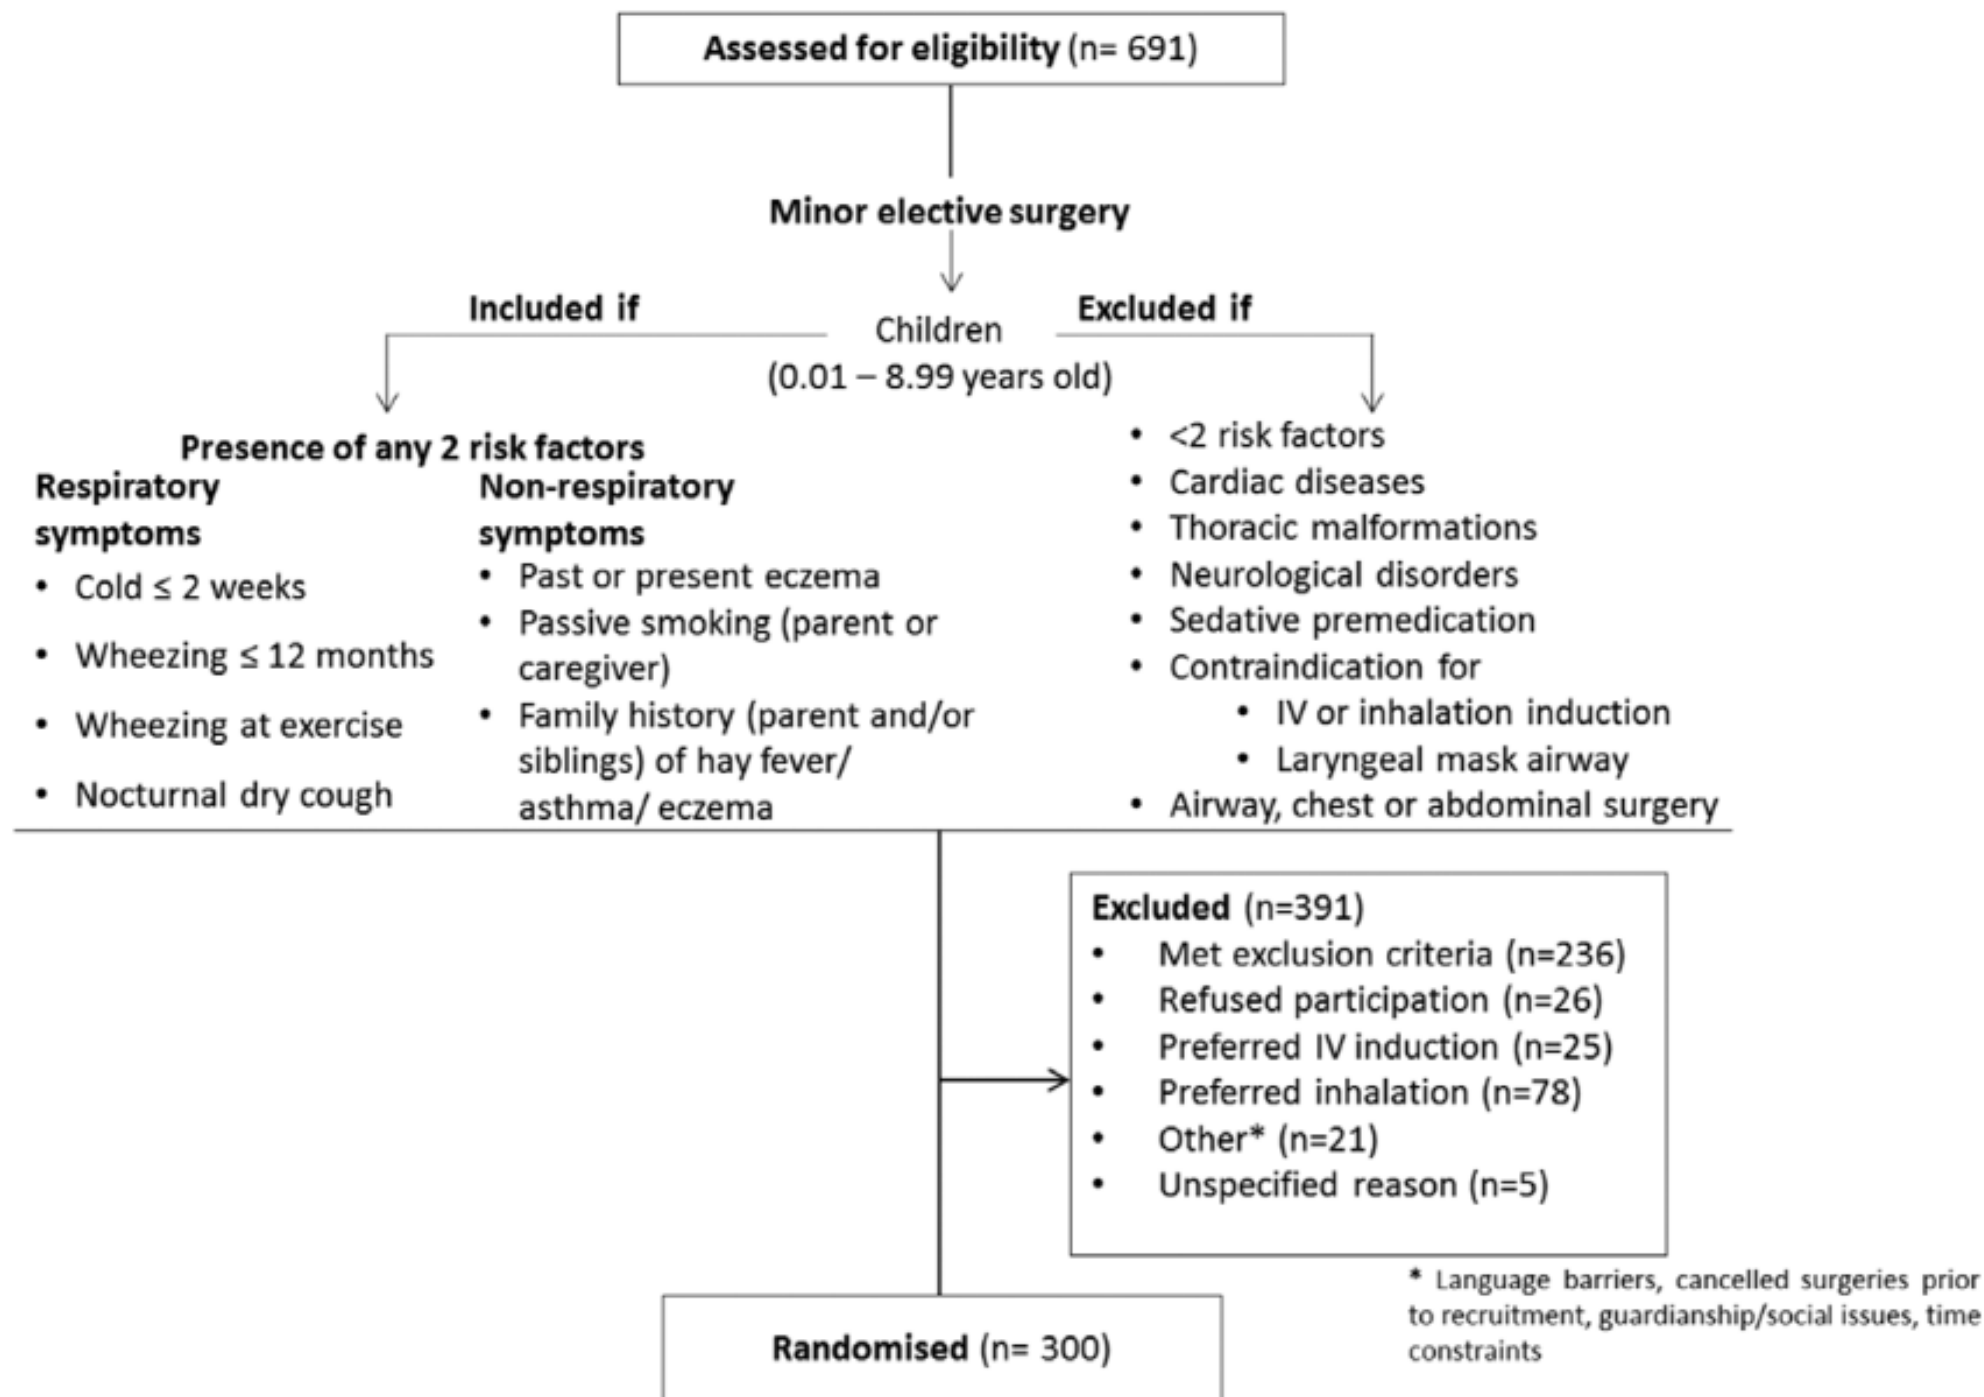 Assessed for eligibility (n= 691)
Minor elective surgery
Included if
Excluded if
Children
(0.01 – 8.99 years old)
Presence of any 2 risk factors
Respiratory
symptoms
• Cold ≤ 2 weeks
• Wheezing ≤ 12 months
• Wheezing at exercise
• Nocturnal dry cough
Non-respiratory
symptoms
• Past or present eczema
• Passive smoking (parent or
caregiver)
• Family history (parent and/or
siblings) of hay fever/
asthma/ eczema
• <2 risk factors
• Cardiac diseases
• Thoracic malformations
• Neurological disorders
• Sedative premedication
• Contraindication for
• IV or inhalation induction
• Laryngeal mask airway
• Airway, chest or abdominal surgery
Excluded (n=391)
• Met exclusion criteria (n=236)
• Refused participation (n=26)
• Preferred IV induction (n=25)
• Preferred inhalation (n=78)
• Other* (n=21)
• Unspecified reason (n=5)
* Language barriers, cancelled surgeries prior
to recruitment, guardianship/social issues, time
constraints
Randomised (n= 300)